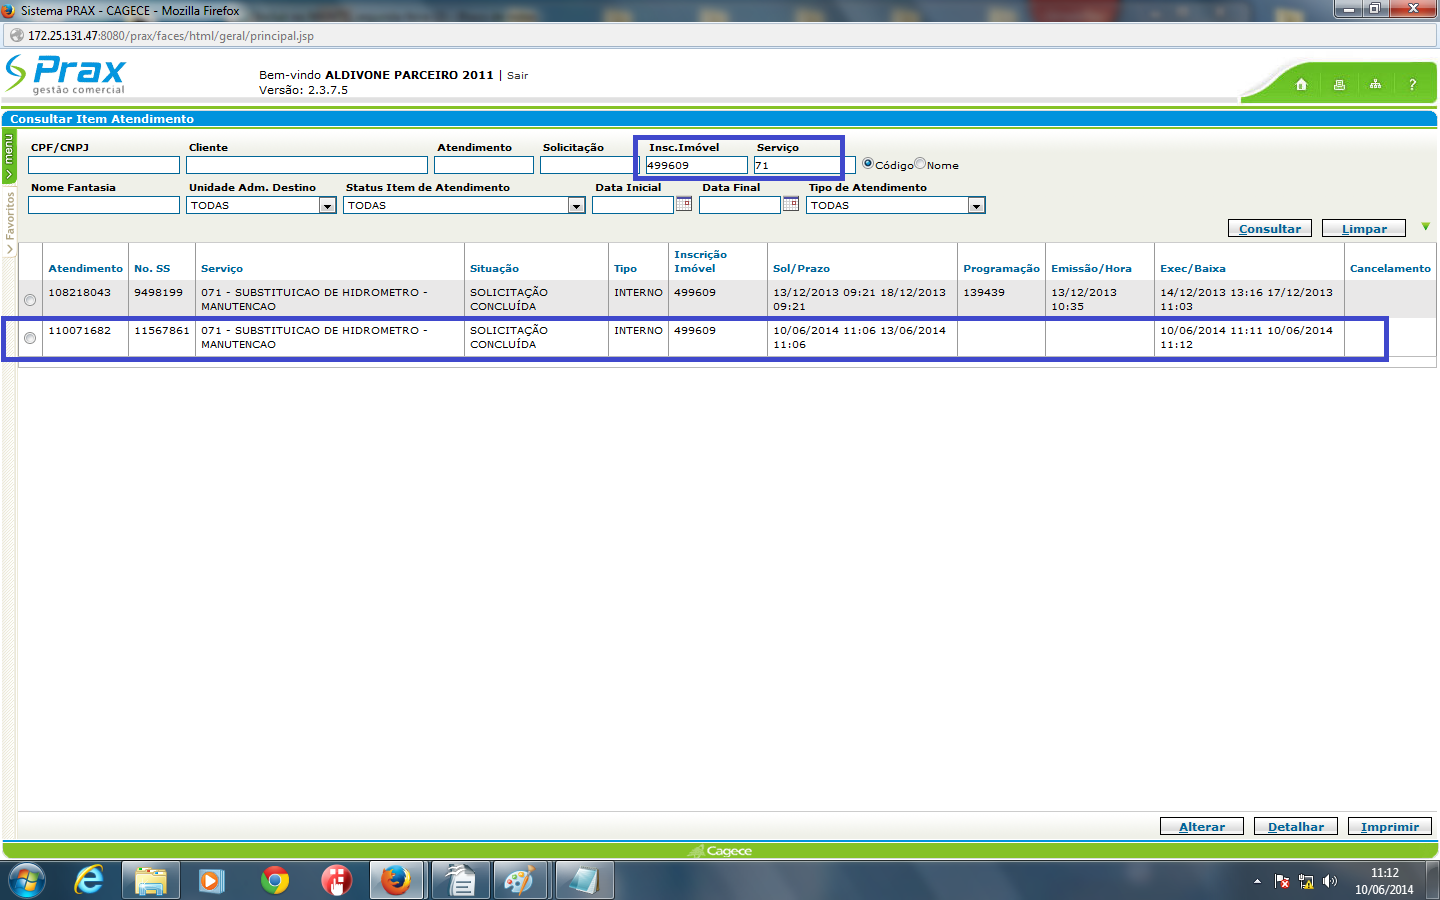 Sistema PRAX - CAGECE - Mozilla Firefox
172.25.131.47:8080/prax/faces/html/geral/principal.jsp
Prax
gestão comercial
Bem-vindo ALDIVONE PARCEIRO 2011 | Sair
Versão: 2.3.7.5
?
Consultar Item Atendimento
menu
Favoritos
CPF/CNPJ Cliente Atendimento Solicitação Insc.Imóvel Serviço
499609 71 Código Nome
Nome Fantasia Unidade Adm. Destino Status Item de Atendimento Data Inicial Data Final Tipo de Atendimento
TODAS TODAS TODAS
Consultar Limpar
Atendimento No. SS Serviço Situação Tipo Inscrição Imóvel Sol/Prazo Programação Emissão/Hora Exec/Baixa Cancelamento
108218043 9498199 071 - SUBSTITUICAO DE HIDROMETRO - SOLICITAÇÃO INTERNO 499609 13/12/2013 09:21 18/12/2013 139439 13/12/2013 14/12/2013 13:16 17/12/2013
MANUTENCAO CONCLUÍDA 09:21 10:35 11:03
110071682 11567861 071 - SUBSTITUICAO DE HIDROMETRO - SOLICITAÇÃO INTERNO 499609 10/06/2014 11:06 13/06/2014 10/06/2014 11:11 10/06/2014
MANUTENCAO CONCLUÍDA 11:06 11:12
Alterar Detalhar Imprimir
Cagece
11:12
10/06/2014